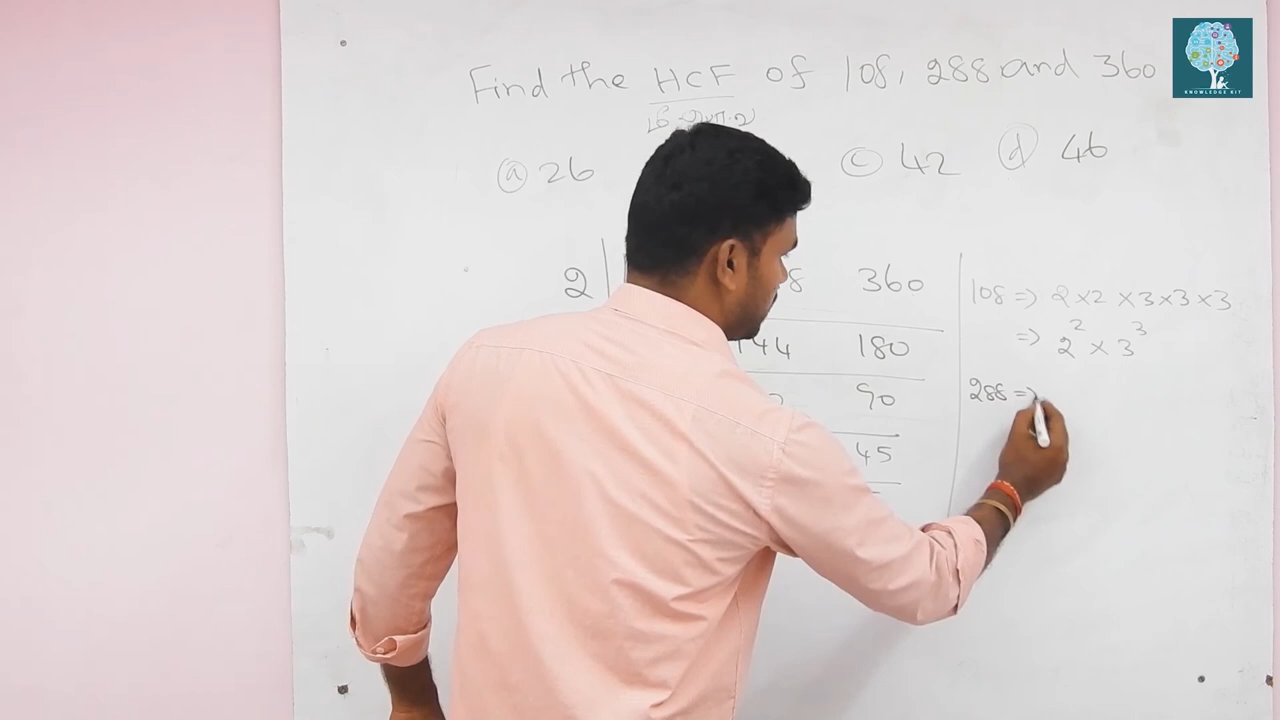 Find the HCF of 108, 288 and 360
மீ.பொ.வ
ⓐ 26 ⓒ 42 ⓓ 46
2 8 360
144 180
90
45
108 => 2 × 2 × 3 × 3 × 3
=> 2² × 3³
288 =>
KNOWLEDGE KIT